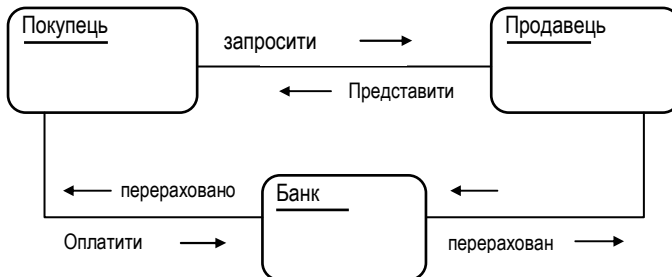 Покупець
Продавець
запросити
Представити
перераховано
Банк
Оплатити
перерахован